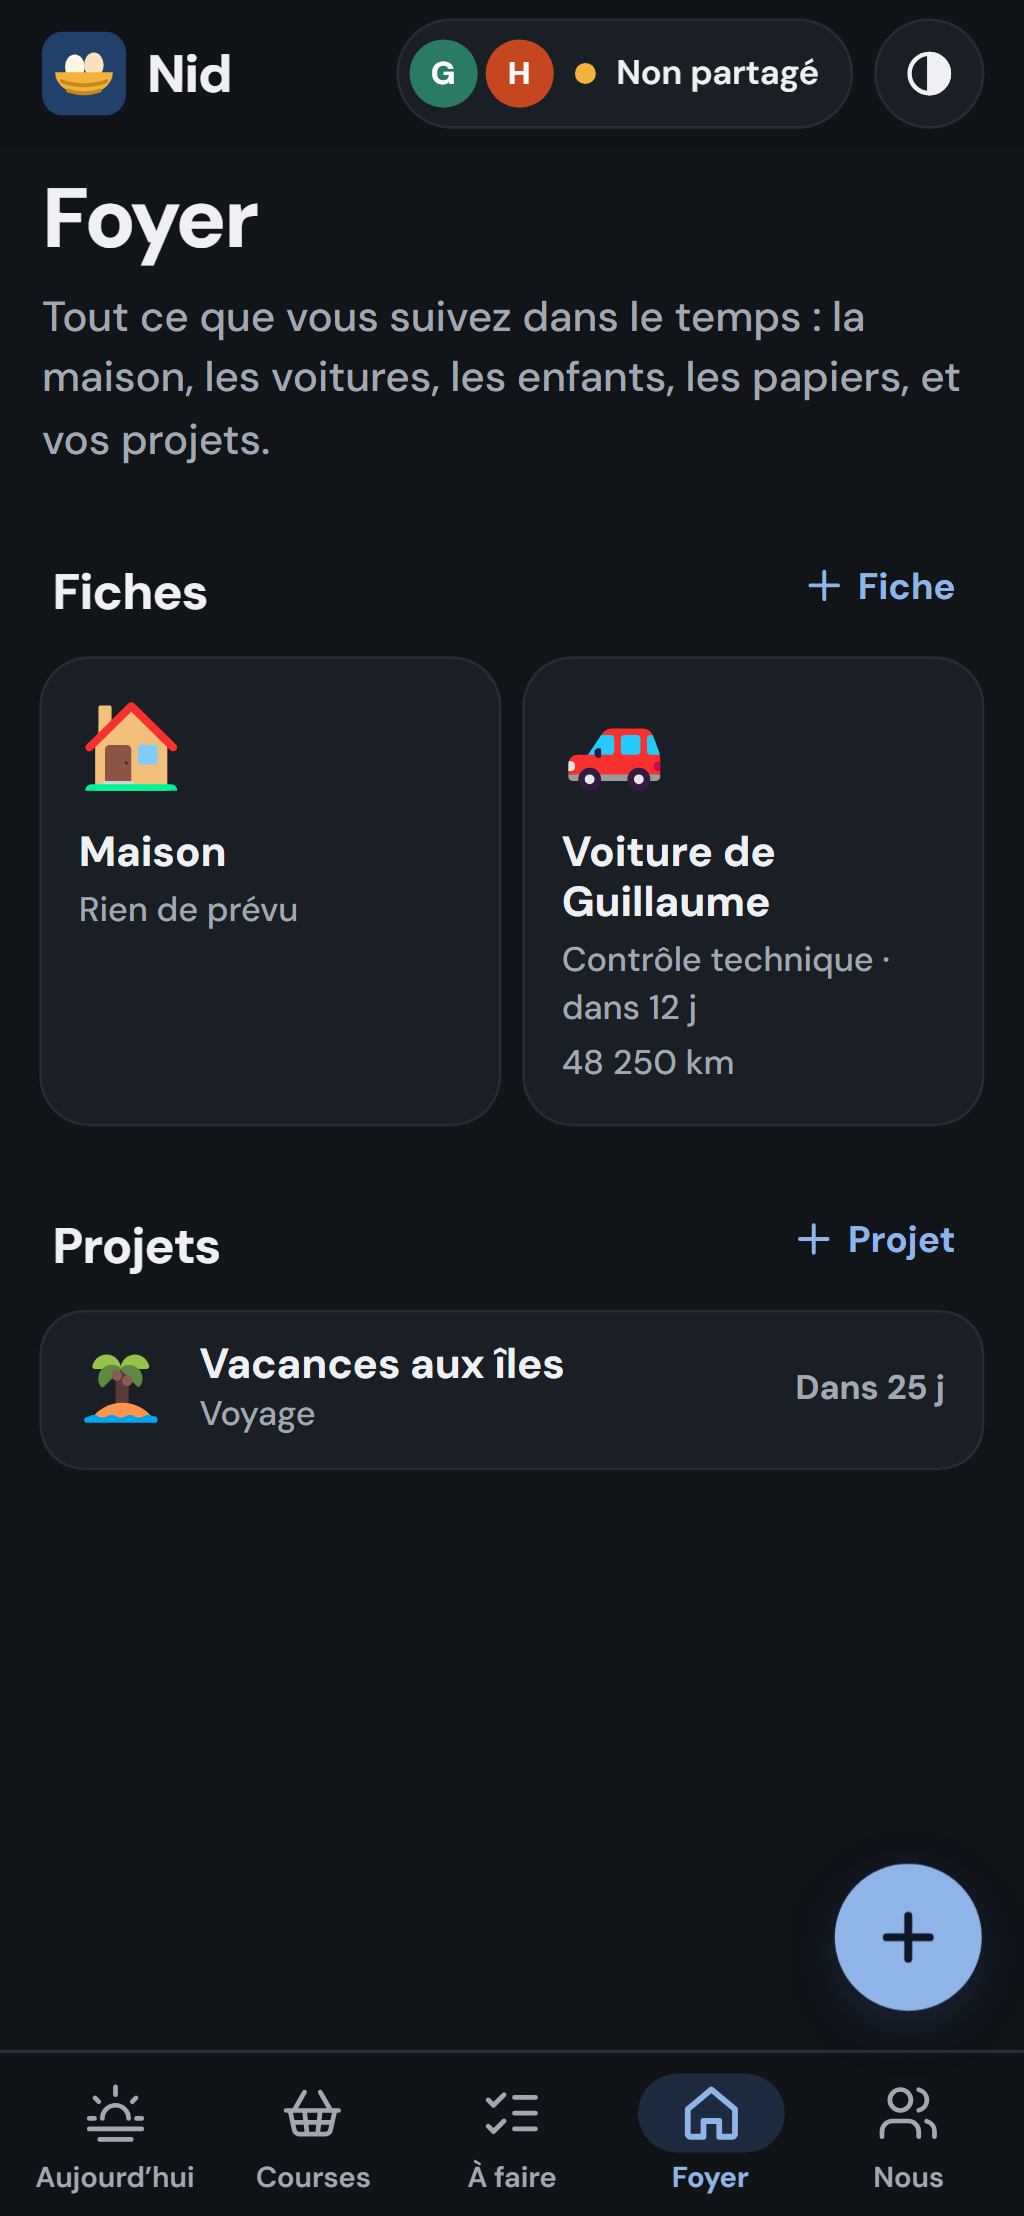 Nid
G H Non partagé
Foyer
Tout ce que vous suivez dans le temps : la
maison, les voitures, les enfants, les papiers, et
vos projets.
Fiches
+ Fiche
Maison
Rien de prévu
Voiture de
Guillaume
Contrôle technique ·
dans 12 j
48 250 km
Projets
+ Projet
Vacances aux îles
Voyage
Dans 25 j
Aujourd’hui
Courses
À faire
Foyer
Nous